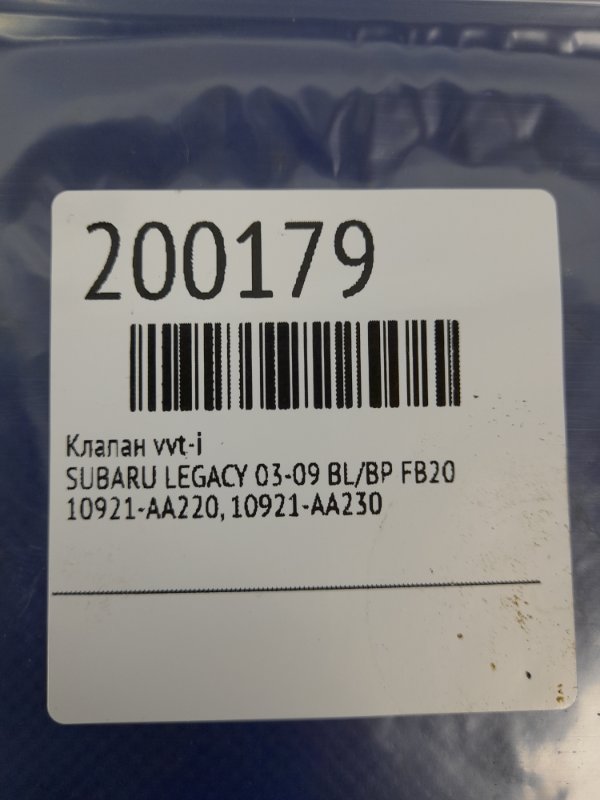 200179
Клапан vvt-i
SUBARU LEGACY 03-09 BL/BP FB20
10921-AA220, 10921-AA230